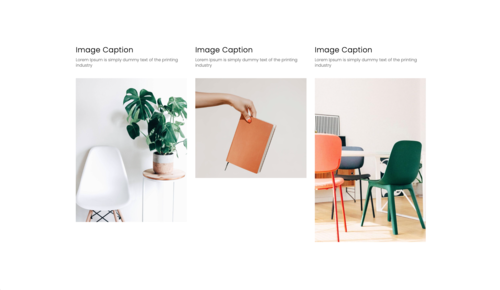 Image Caption
Lorem Ipsum is simply dummy text of the printing
industry
Image Caption
Lorem Ipsum is simply dummy text of the printing
industry
Image Caption
Lorem Ipsum is simply dummy text of the printing
industry